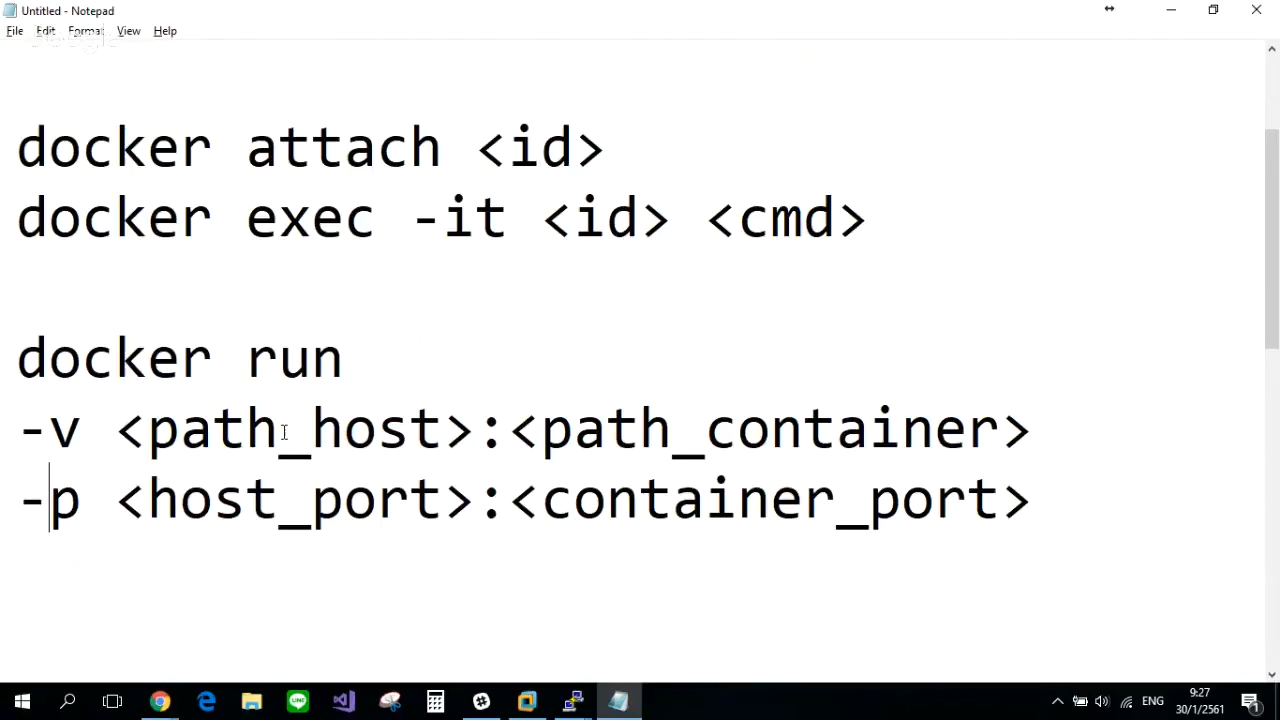 Untitled - Notepad
File Edit Format View Help
docker attach <id>
docker exec -it <id> <cmd>
docker run
-v <path_host>:<path_container>
-p <host_port>:<container_port>
ENG
9:27
30/1/2561
1